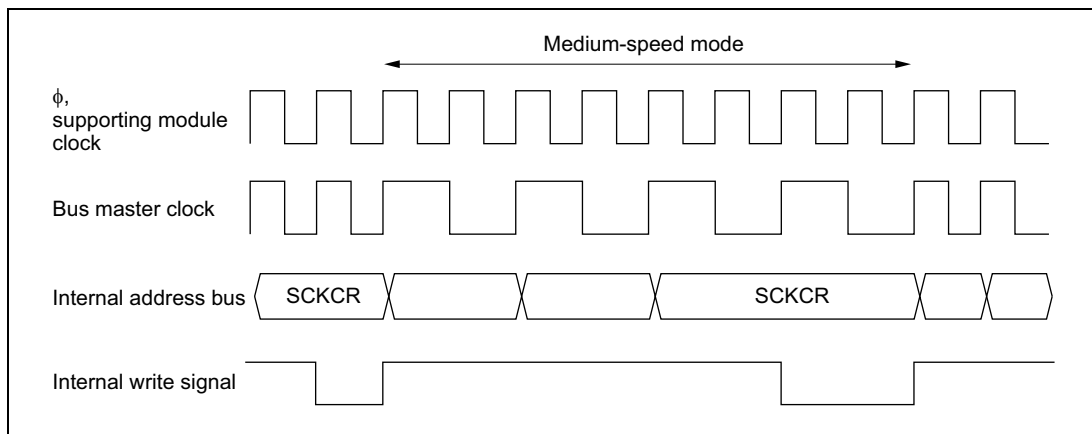 Medium-speed mode
ϕ,
supporting module
clock
Bus master clock
Internal address bus
SCKCR
SCKCR
Internal write signal